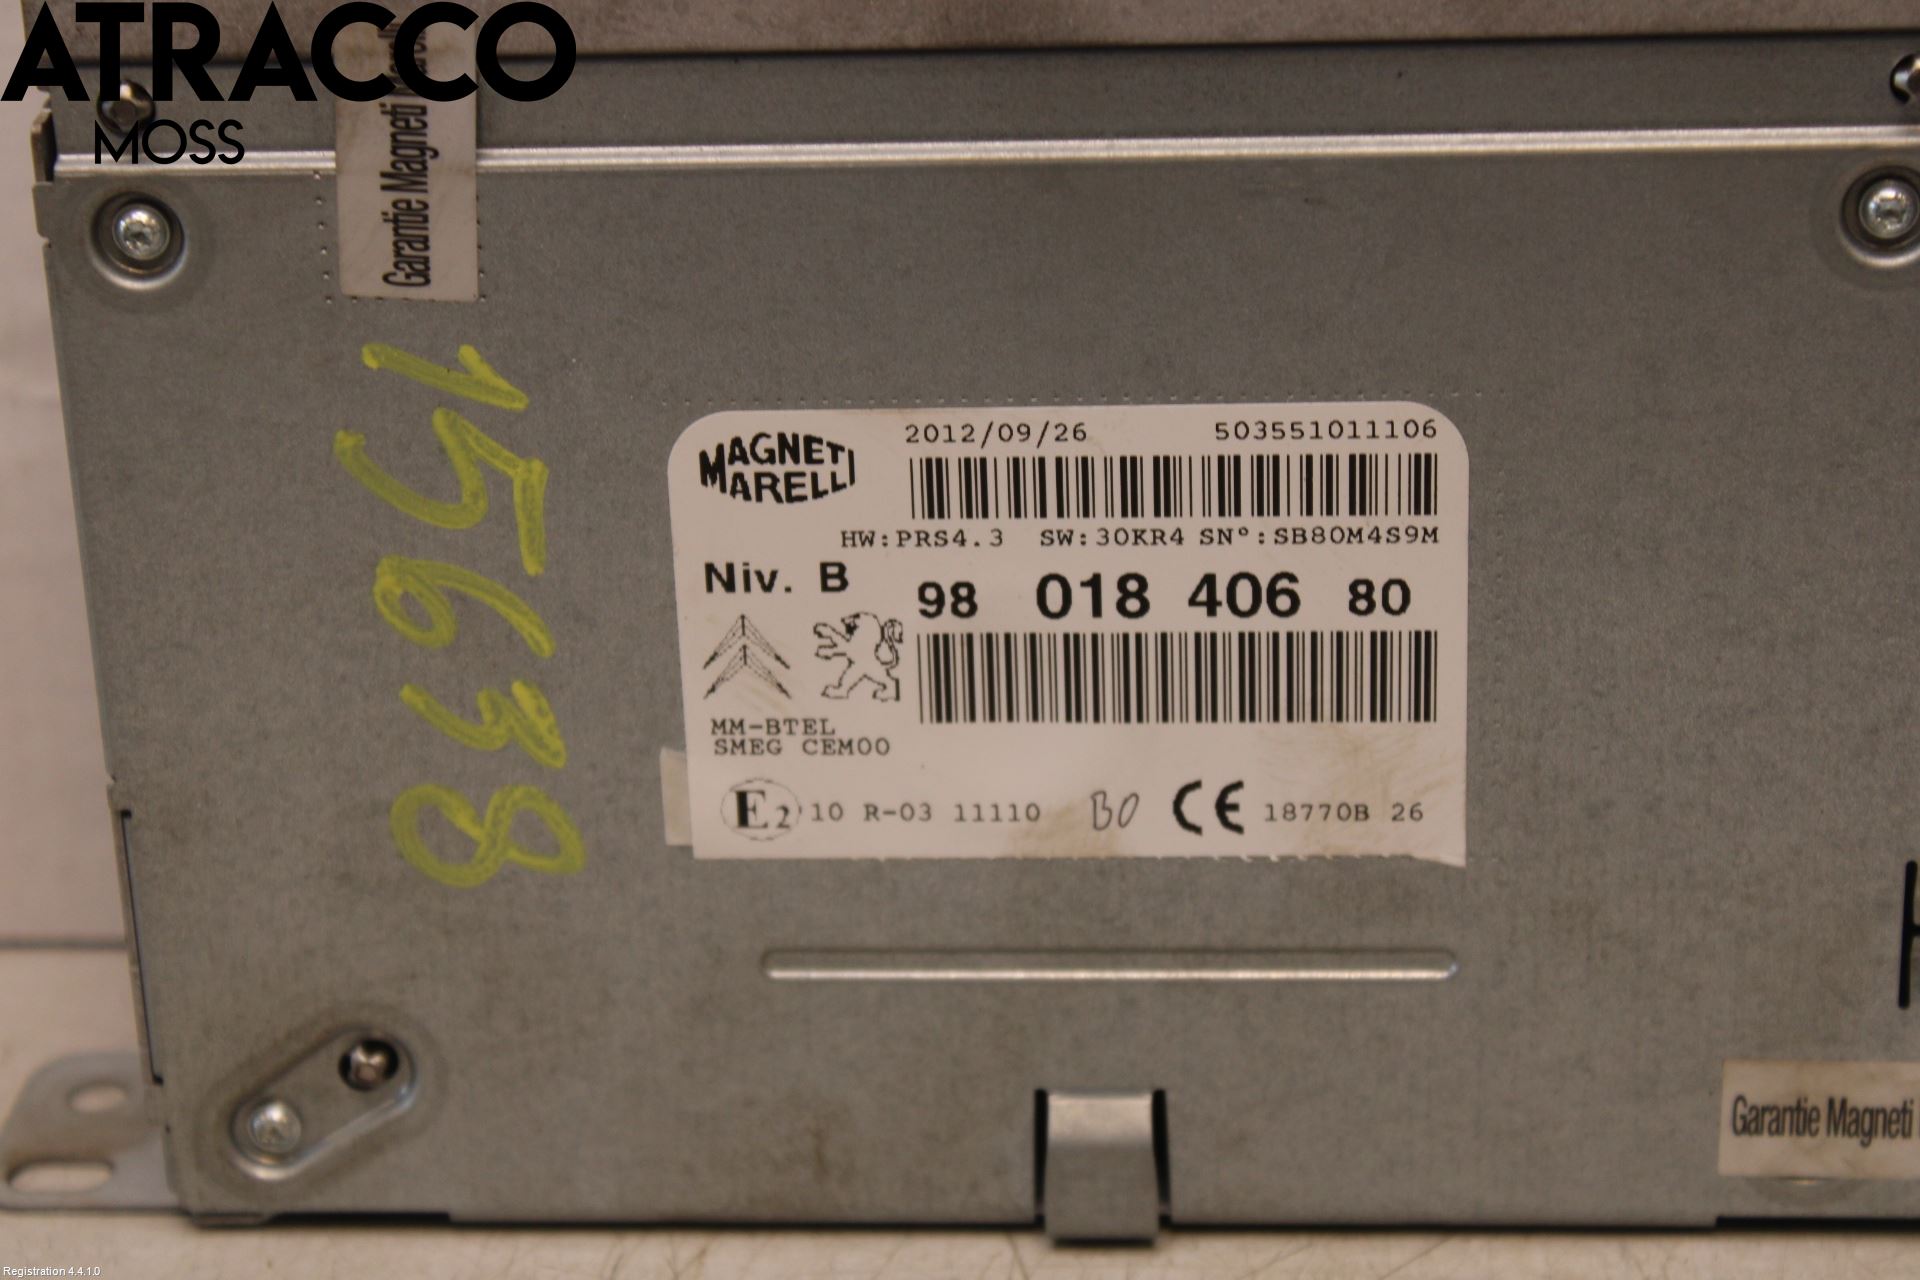 ATRACCO
MOSS
Garantie Magneti Marelli
15638
MAGNETI
MARELLI
2012/09/26 503551011106
HW:PRS4.3 SW:30KR4 SN°:SB80M4S9M
Niv. B 98 018 406 80
MM-BTEL
SMEG CEM00
E2 10 R-03 11110 B0 CE 18770B 26
Garantie Magneti
Registration 4.4.1.0